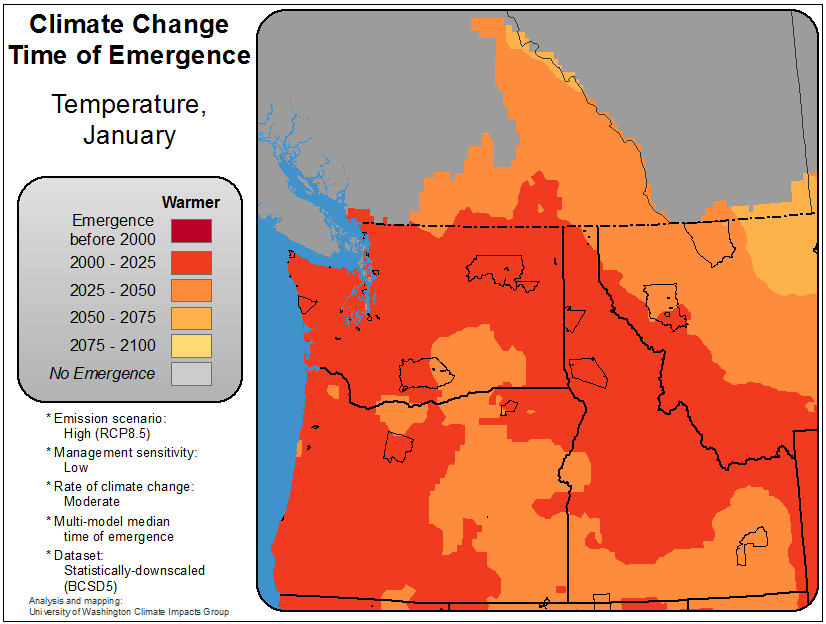 Climate Change
Time of Emergence
Temperature,
January
Warmer
Emergence
before 2000
2000 - 2025
2025 - 2050
2050 - 2075
2075 - 2100
No Emergence
* Emission scenario:
High (RCP8.5)
* Management sensitivity:
Low
* Rate of climate change:
Moderate
* Multi-model median
time of emergence
* Dataset:
Statistically-downscaled
(BCSD5)
Analysis and mapping:
University of Washington Climate Impacts Group